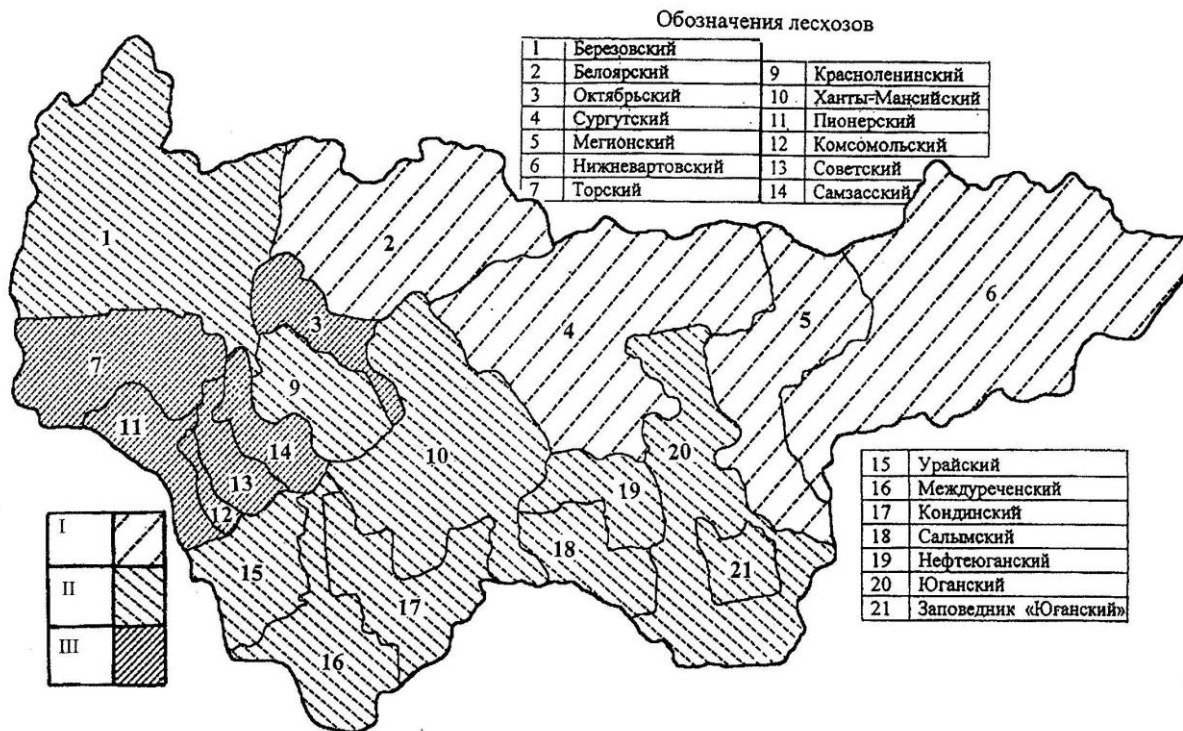 Обозначения лесхозов
1 Березовский
2 Белоярский
3 Октябрьский
4 Сургутский
5 Мегионский
6 Нижневартовский
7 Торский
9 Красноленинский
10 Ханты-Мансийский
11 Пионерский
12 Комсомольский
13 Советский
14 Самзасский
1
2
3
4
5
6
7
9
10
11
12
13
14
20
19
18
21
15
17
16
I
II
III
15 Урайский
16 Междуреченский
17 Кондинский
18 Салымский
19 Нефтеюганский
20 Юганский
21 Заповедник «Юганский»